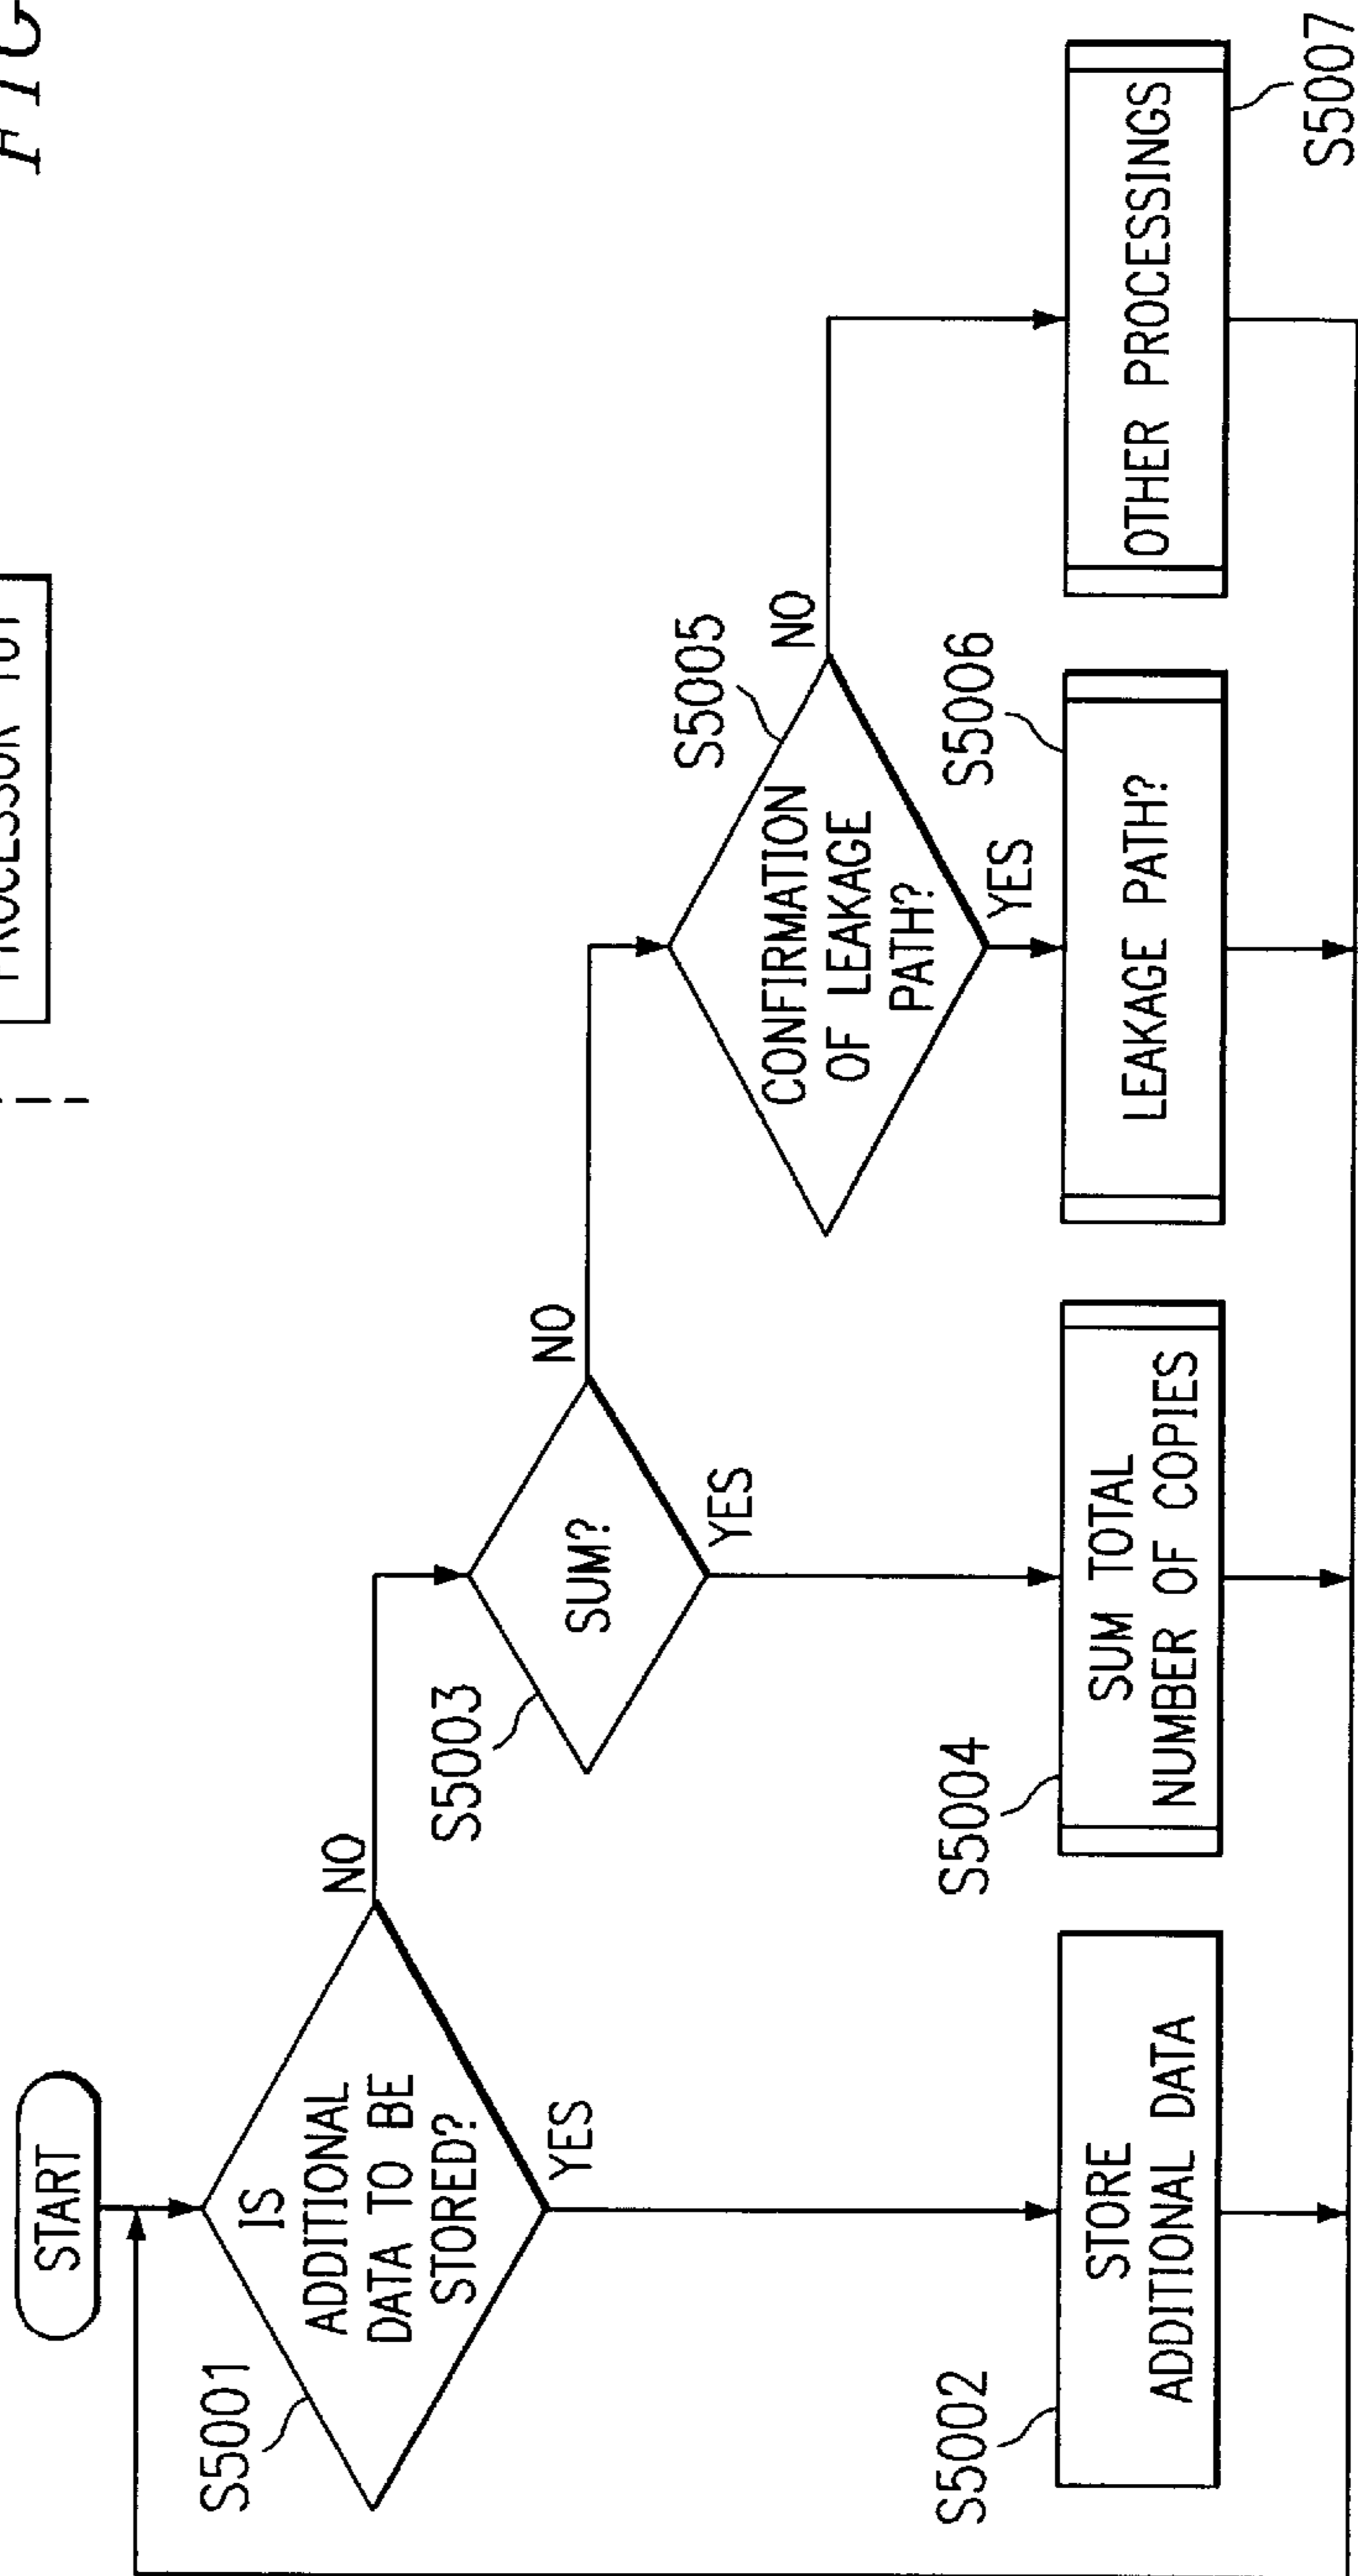 FIG
START
S5001
IS
ADDITIONAL
DATA TO BE
STORED?
NO
YES
S5003
SUM?
NO
YES
S5005
CONFIRMATION
OF LEAKAGE
PATH?
NO
YES
S5002
STORE
ADDITIONAL DATA
S5004
SUM TOTAL
NUMBER OF COPIES
S5006
LEAKAGE PATH?
OTHER PROCESSINGS
S5007